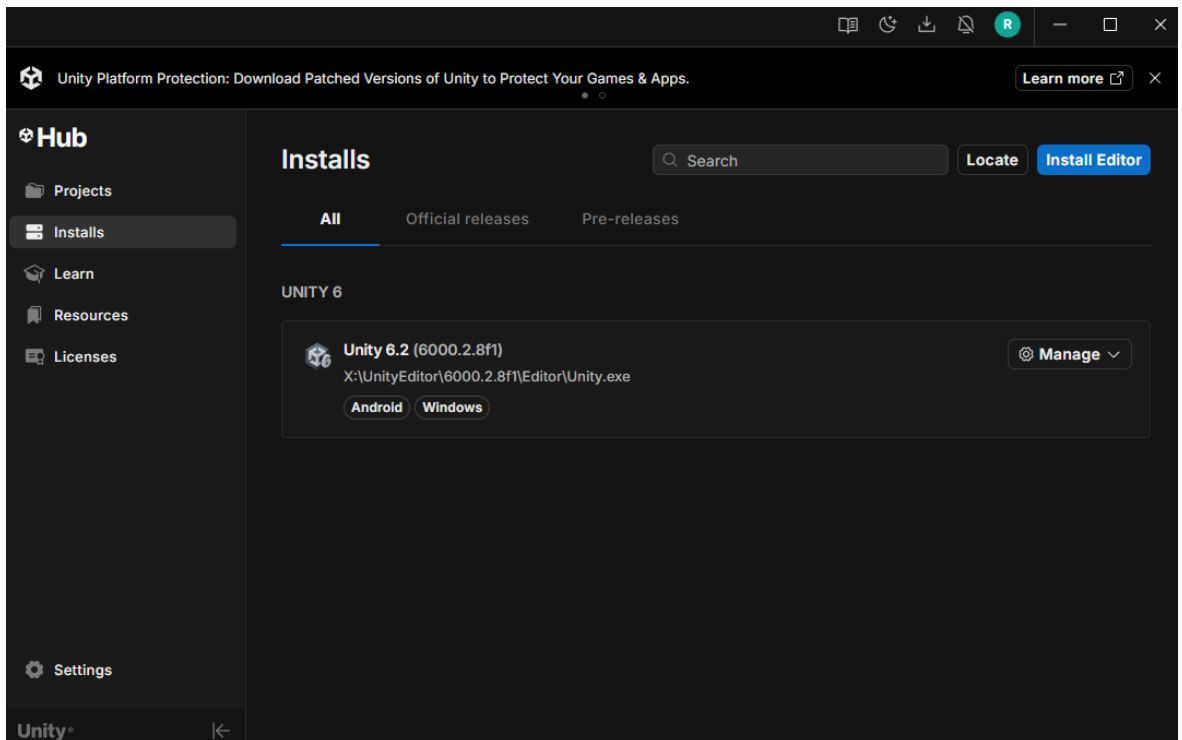 R
Unity Platform Protection: Download Patched Versions of Unity to Protect Your Games & Apps.
Learn more
Hub
Projects
Installs
Learn
Resources
Licenses
Settings
Unity
Installs
Search
Locate
Install Editor
All Official releases Pre-releases
UNITY 6
6
Unity 6.2 (6000.2.8f1)
Manage
X:\UnityEditor\6000.2.8f1\Editor\Unity.exe
Android Windows